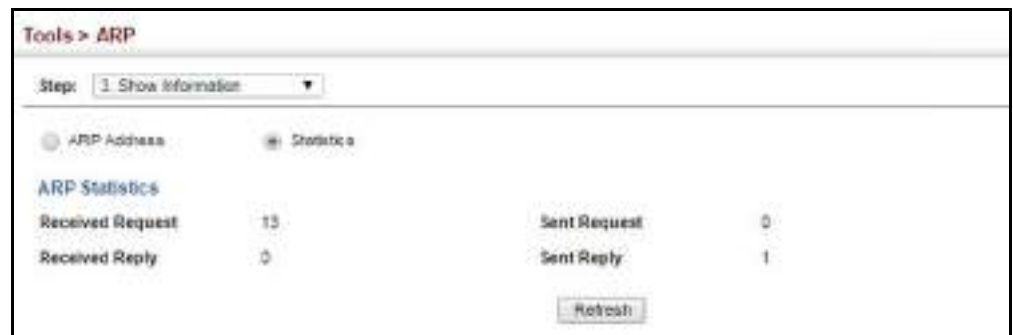 Tools > ARP
Step: 3. Show Information
ARP Address Statistics
ARP Statistics
Received Request 13 Sent Request 0
Received Reply 0 Sent Reply 1
Refresh